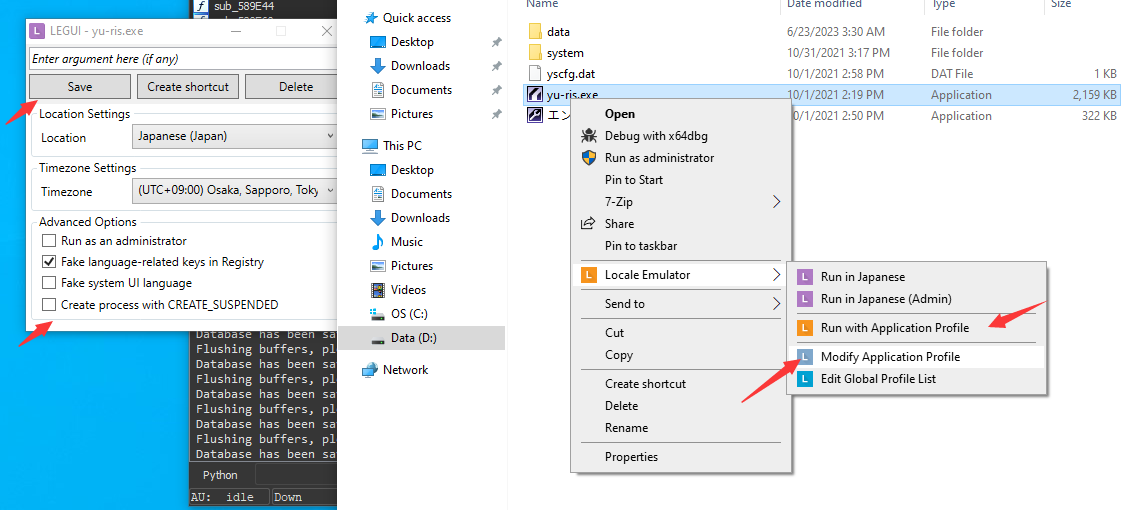 sub_589E44
LEGUI - yu-ris.exe
Enter argument here (if any)
Save
Create shortcut
Delete
Location Settings
Location
Japanese (Japan)
Timezone Settings
Timezone
(UTC+09:00) Osaka, Sapporo, Toky
Advanced Options
Run as an administrator
Fake language-related keys in Registry
Fake system UI language
Create process with CREATE_SUSPENDED
Database has been sa
Flushing buffers, pl
Database has been sa
Flushing buffers, pl
Database has been sa
Flushing buffers, pl
Database has been sa
Flushing buffers, pl
Database has been sa
Python
AU: idle
Down
Quick access
Desktop
Downloads
Documents
Pictures
This PC
Desktop
Documents
Downloads
Music
Pictures
Videos
OS (C:)
Data (D:)
Network
Name
Date modified
Type
Size
data
6/23/2023 3:30 AM
File folder
system
10/31/2021 3:17 PM
File folder
yscfg.dat
10/1/2021 2:58 PM
DAT File
1 KB
yu-ris.exe
10/1/2021 2:19 PM
Application
2,159 KB
エン
10/1/2021 2:50 PM
Application
322 KB
Open
Debug with x64dbg
Run as administrator
Pin to Start
7-Zip
Share
Pin to taskbar
Locale Emulator
Send to
Cut
Copy
Create shortcut
Delete
Rename
Properties
Run in Japanese
Run in Japanese (Admin)
Run with Application Profile
Modify Application Profile
Edit Global Profile List